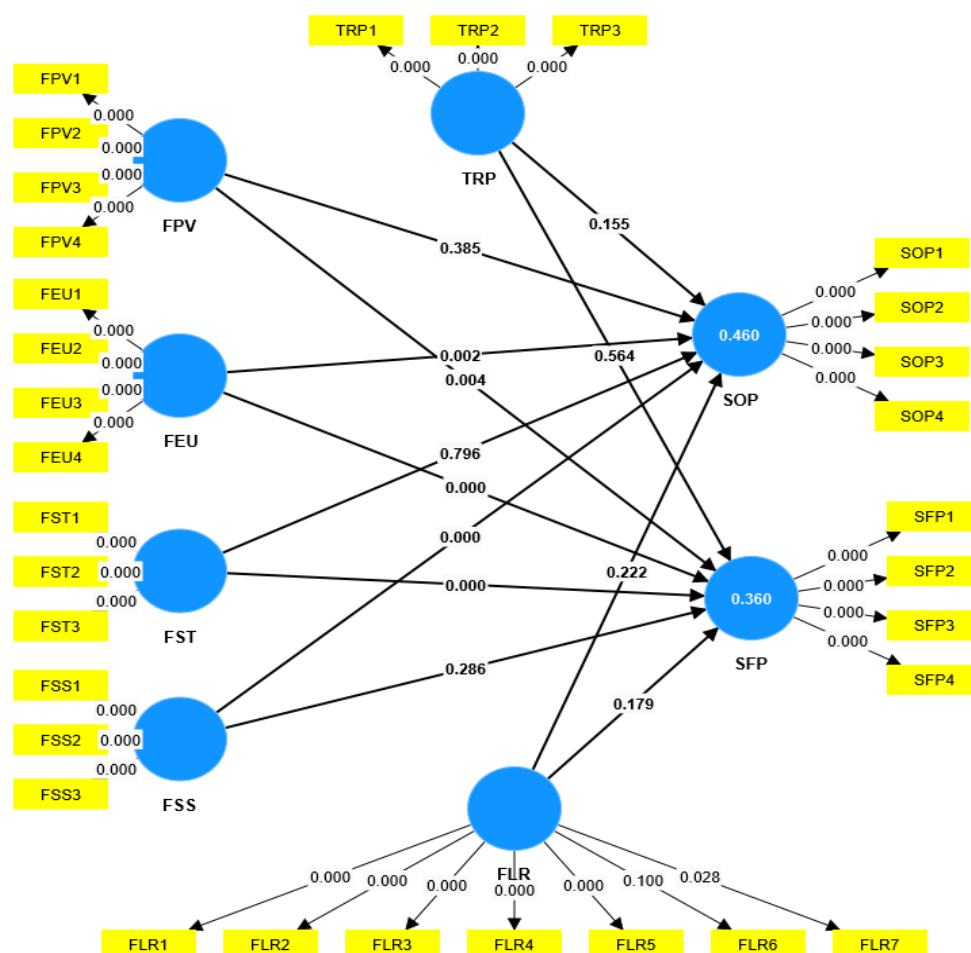 TRP1
TRP2
TRP3
0.000
0.000
0.000
TRP
FPV1
FPV2
FPV3
FPV4
0.000
0.000
0.000
0.000
FPV
FEU1
FEU2
FEU3
FEU4
0.000
0.000
0.000
0.000
FEU
FST1
FST2
FST3
0.000
0.000
0.000
FST
FSS1
FSS2
FSS3
0.000
0.000
0.000
FSS
0.155
0.385
0.002
0.564
0.004
0.796
0.000
0.000
0.222
0.000
0.286
0.179
0.460
SOP
0.000
0.000
0.000
0.000
SOP1
SOP2
SOP3
SOP4
0.360
SFP
0.000
0.000
0.000
0.000
SFP1
SFP2
SFP3
SFP4
FLR
0.000
0.000
0.000
0.000
0.000
0.100
0.028
FLR1
FLR2
FLR3
FLR4
FLR5
FLR6
FLR7